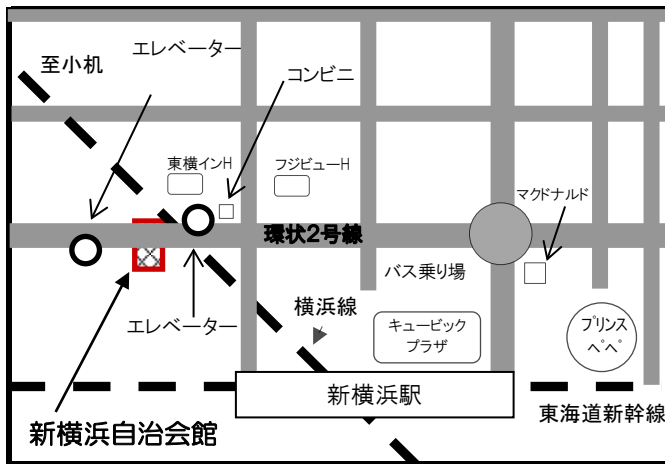 エレベーター
至小机
コンビニ
東横インH
フジビューH
マクドナルド
環状2号線
バス乗り場
エレベーター
横浜線
キュービック
プラザ
プリンス
ペペ
新横浜駅
東海道新幹線
新横浜自治会館